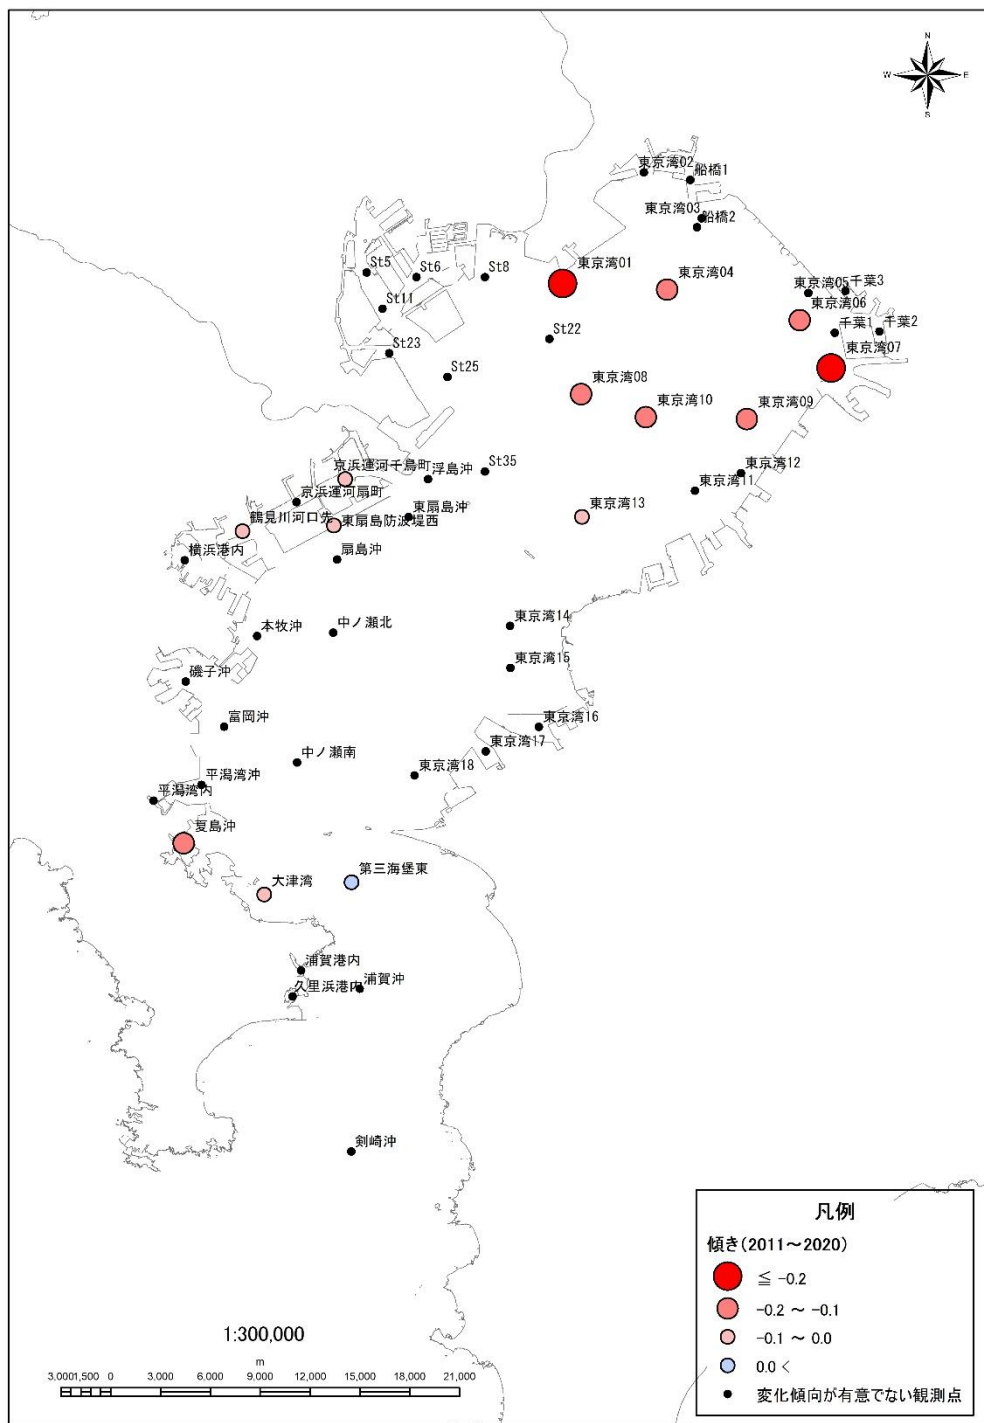 N
W
E
S
東京湾02
船橋1
東京湾03
船橋2
St5
St6
St8
東京湾01
東京湾04
東京湾05
千葉3
東京湾06
St11
千葉1
千葉2
St22
東京湾07
St23
St25
東京湾08
東京湾10
東京湾09
京浜運河千鳥町
浮島沖
St35
東京湾12
東京湾11
京浜運河扇町
鶴見川河口先
東扇島沖
東扇島防波堤西
東京湾13
横浜港内
扇島沖
本牧沖
中ノ瀬北
東京湾14
東京湾15
磯子沖
富岡沖
東京湾16
東京湾17
中ノ瀬南
東京湾18
平潟湾沖
平潟湾内
夏島沖
大津湾
第三海堡東
浦賀港内
浦賀沖
久里浜港内
剣崎沖
凡例
傾き(2011～2020)
≦ -0.2
-0.2 ～ -0.1
-0.1 ～ 0.0
0.0 <
変化傾向が有意でない観測点
1:300,000
m
3,0001,500 0 3,000 6,000 9,000 12,000 15,000 18,000 21,000